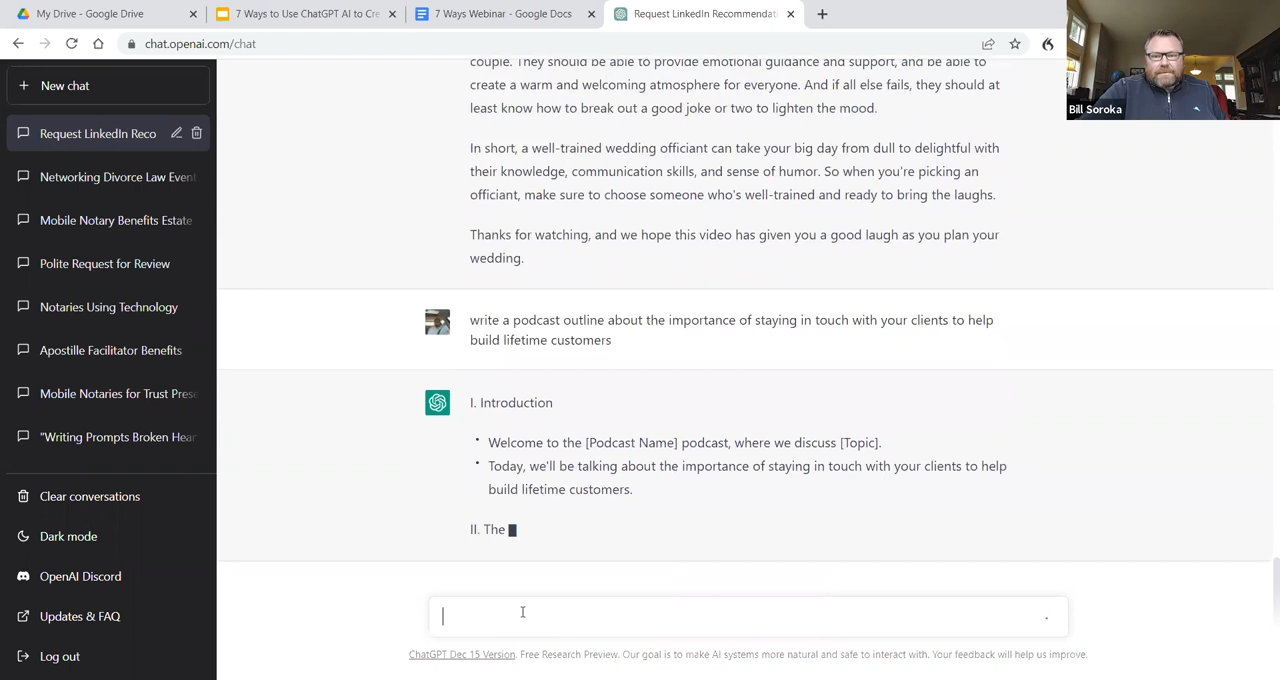 My Drive - Google Drive
7 Ways to Use ChatGPT AI to Cre
7 Ways Webinar - Google Docs
Request LinkedIn Recommendati
chat.openai.com/chat
Bill Soroka
New chat
Request LinkedIn Reco
Networking Divorce Law Event
Mobile Notary Benefits Estate
Polite Request for Review
Notaries Using Technology
Apostille Facilitator Benefits
Mobile Notaries for Trust Prese
"Writing Prompts Broken Hear
Clear conversations
Dark mode
OpenAI Discord
Updates & FAQ
Log out
couple. They should be able to provide emotional guidance and support, and be able to
create a warm and welcoming atmosphere for everyone. And if all else fails, they should at
least know how to break out a good joke or two to lighten the mood.
In short, a well-trained wedding officiant can take your big day from dull to delightful with
their knowledge, communication skills, and sense of humor. So when you're picking an
officiant, make sure to choose someone who's well-trained and ready to bring the laughs.
Thanks for watching, and we hope this video has given you a good laugh as you plan your
wedding.
write a podcast outline about the importance of staying in touch with your clients to help
build lifetime customers
I. Introduction
• Welcome to the [Podcast Name] podcast, where we discuss [Topic].
• Today, we'll be talking about the importance of staying in touch with your clients to help
build lifetime customers.
II. The
ChatGPT Dec 15 Version. Free Research Preview. Our goal is to make AI systems more natural and safe to interact with. Your feedback will help us improve.